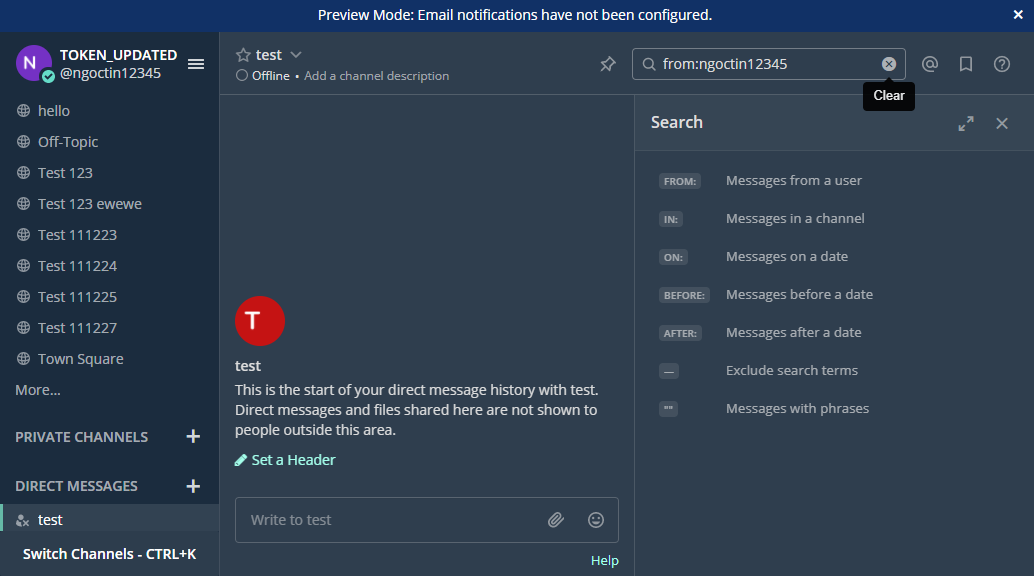 Preview Mode: Email notifications have not been configured.
N
TOKEN_UPDATED
@ngoctin12345
hello
Off-Topic
Test 123
Test 123 ewewe
Test 111223
Test 111224
Test 111225
Test 111227
Town Square
More...
PRIVATE CHANNELS
DIRECT MESSAGES
test
Switch Channels - CTRL+K
test
Offline • Add a channel description
from:ngoctin12345
Clear
T
test
This is the start of your direct message history with test.
Direct messages and files shared here are not shown to
people outside this area.
Set a Header
Write to test
Help
Search
FROM: Messages from a user
IN: Messages in a channel
ON: Messages on a date
BEFORE: Messages before a date
AFTER: Messages after a date
— Exclude search terms
"" Messages with phrases